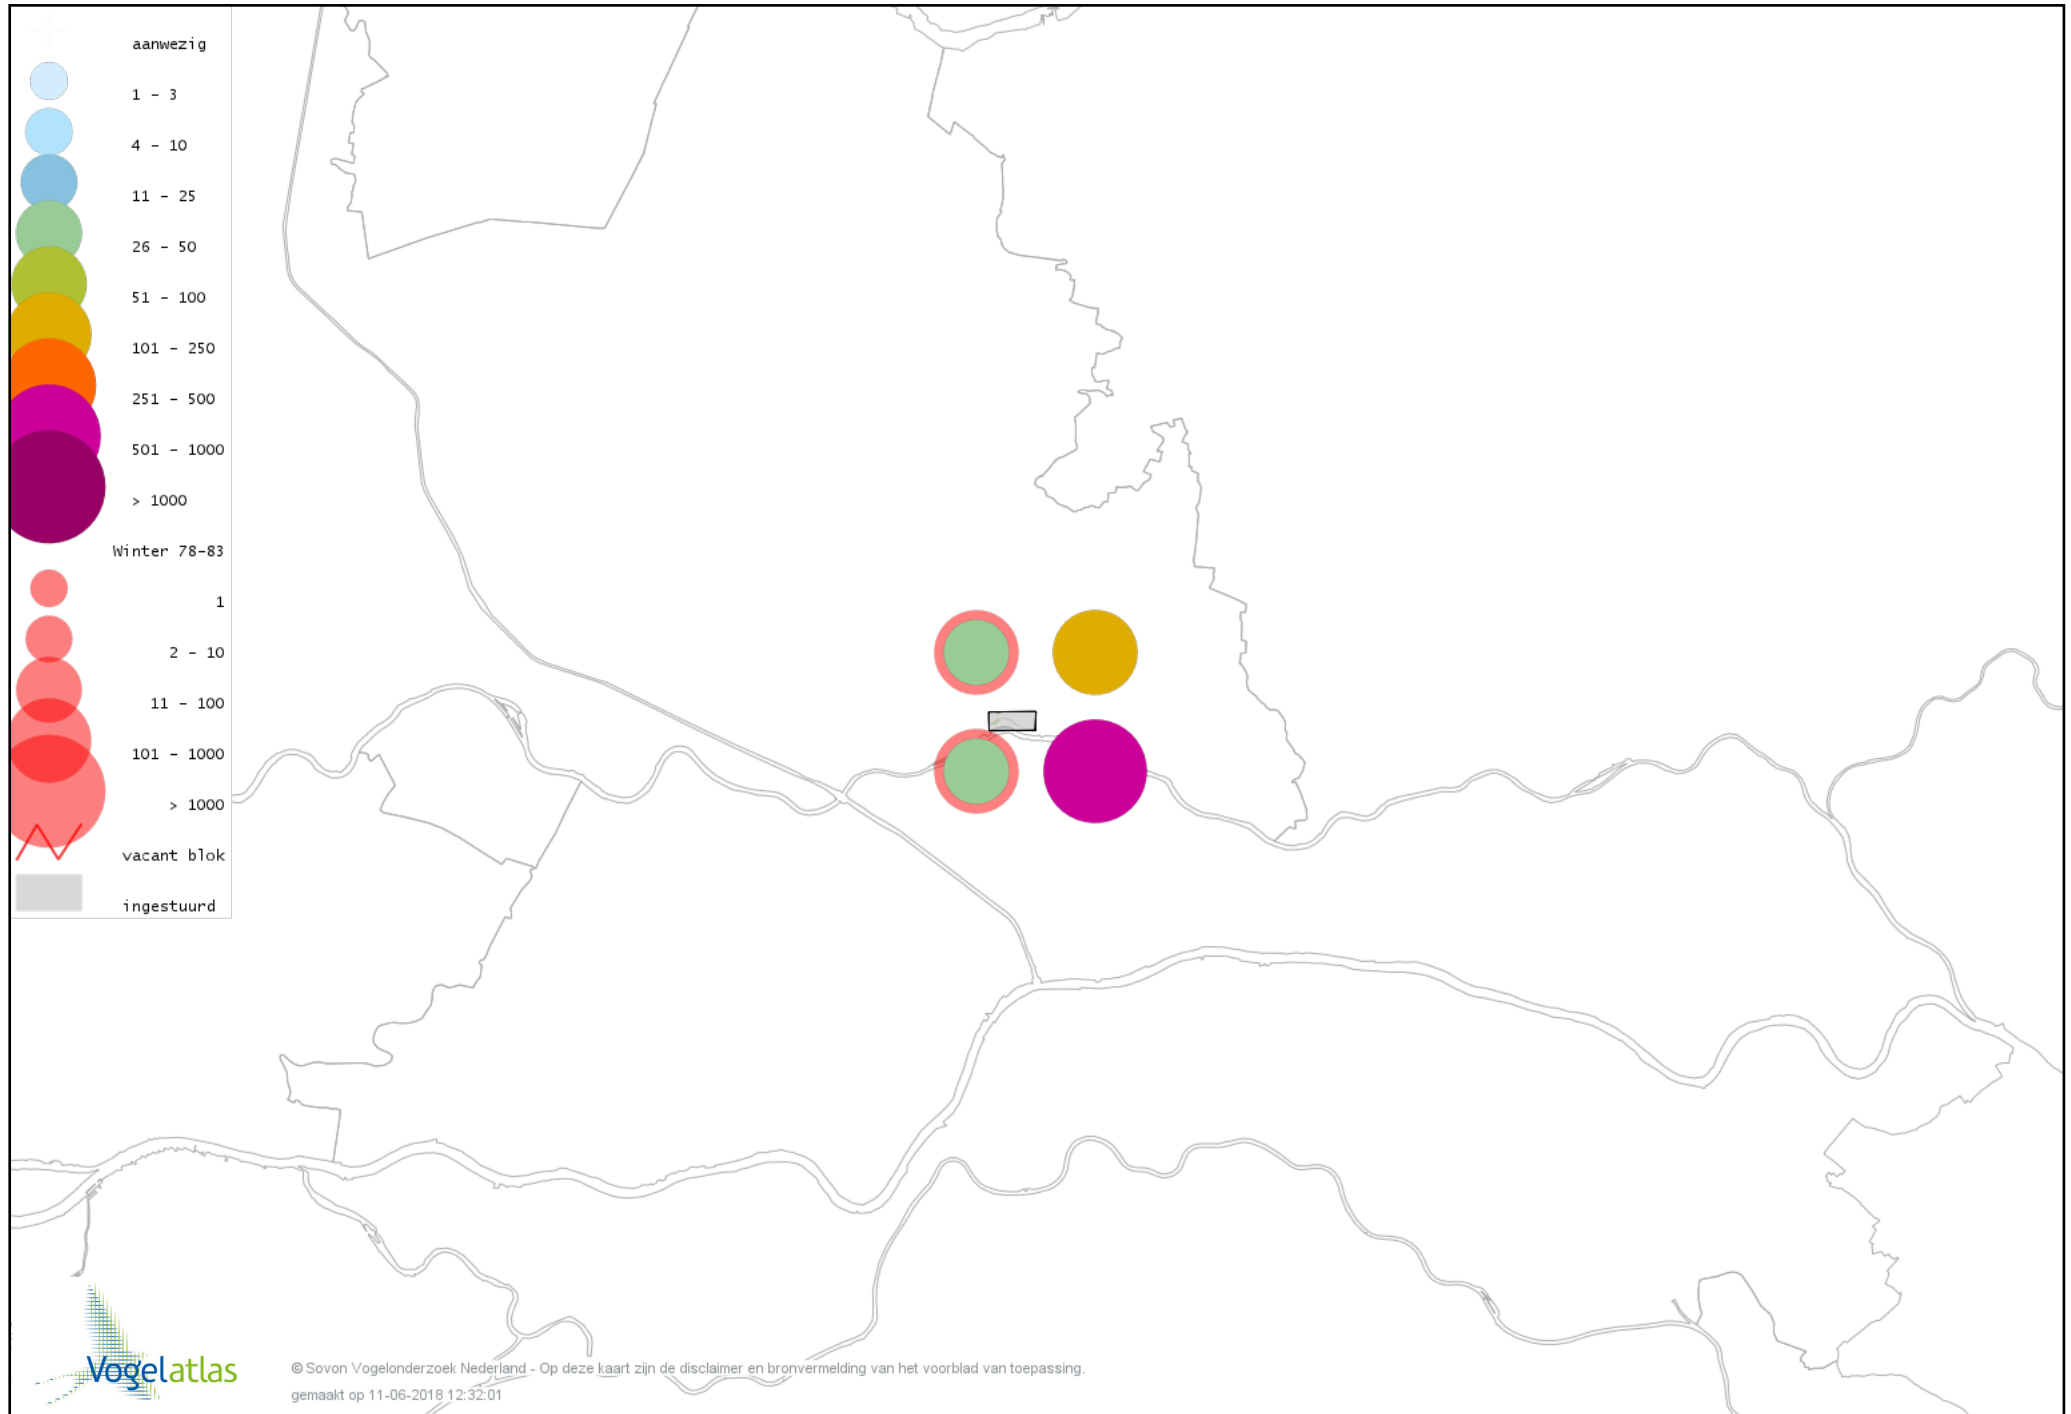 aanwezig
1 - 3
4 - 10
11 - 25
26 - 50
51 - 100
101 - 250
251 - 500
501 - 1000
> 1000
Winter 78-83
1
2 - 10
11 - 100
101 - 1000
> 1000
vacant blok
ingestuurd
Vogelatlas
© Sovon Vogelonderzoek Nederland - Op deze kaart zijn de disclaimer en bronvermelding van het voorblad van toepassing.
gemaakt op 11-06-2018 12:32:01